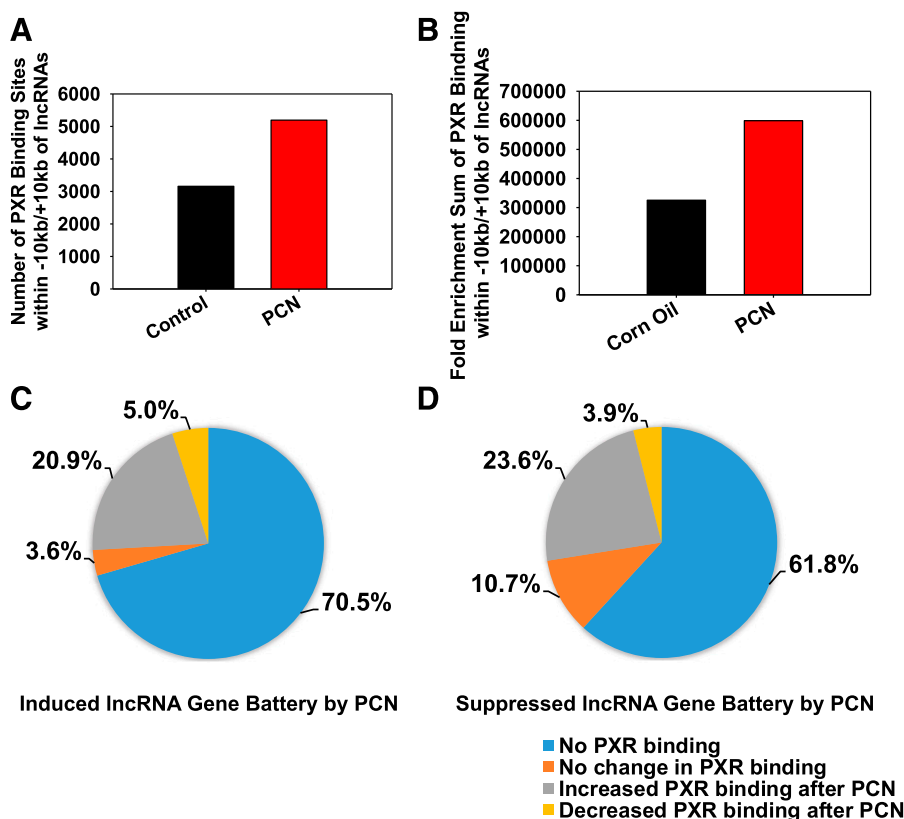 A
Number of PXR Binding Sites
within -10kb/+10kb of lncRNAs
6000
5000
4000
3000
2000
1000
0
Control
PCN
B
Fold Enrichment Sum of PXR Bindning
within -10kb/+10kb of lncRNAs
700000
600000
500000
400000
300000
200000
100000
0
Corn Oil
PCN
C
5.0%
20.9%
3.6%
70.5%
Induced lncRNA Gene Battery by PCN
D
3.9%
23.6%
10.7%
61.8%
Suppressed lncRNA Gene Battery by PCN
No PXR binding
No change in PXR binding
Increased PXR binding after PCN
Decreased PXR binding after PCN